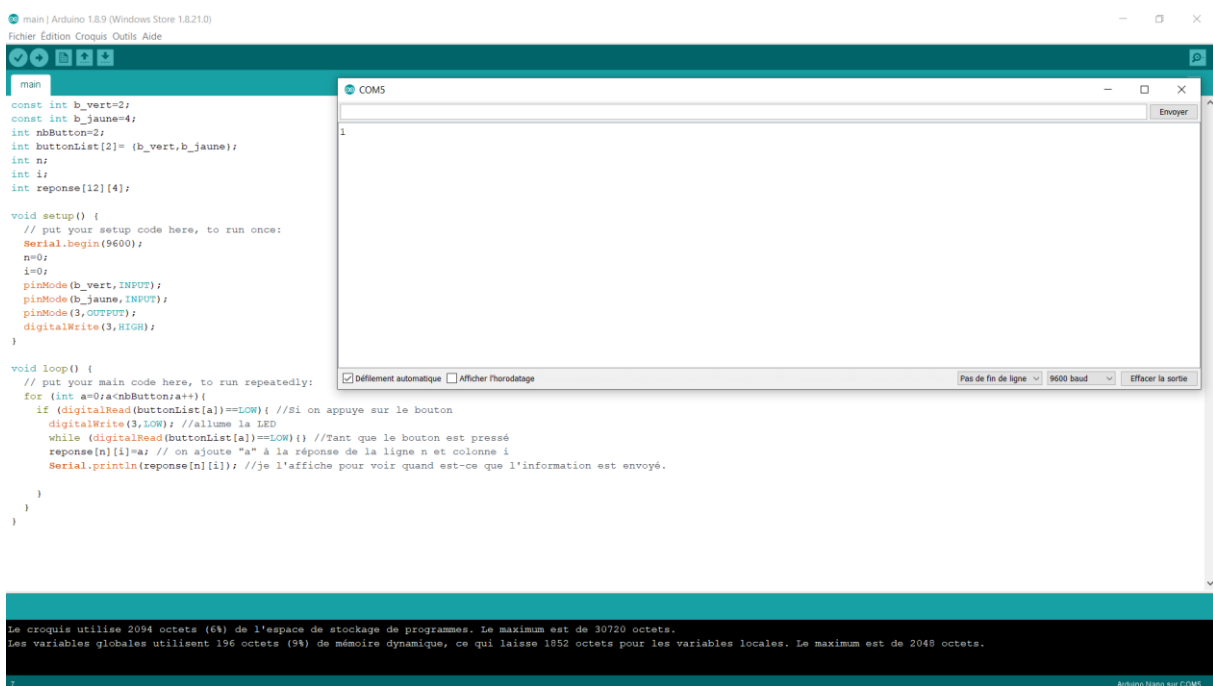 main | Arduino 1.8.9 (Windows Store 1.8.21.0)
Fichier Édition Croquis Outils Aide
main
const int b_vert=2;
const int b_jaune=4;
int nbButton=2;
int buttonList[2]= {b_vert,b_jaune};
int n;
int i;
int reponse[12][4];
void setup() {
// put your setup code here, to run once:
Serial.begin(9600);
n=0;
i=0;
pinMode(b_vert,INPUT);
pinMode(b_jaune,INPUT);
pinMode(3,OUTPUT);
digitalWrite(3,HIGH);
}
void loop() {
// put your main code here, to run repeatedly:
for (int a=0;a<nbButton;a++){
if (digitalRead(buttonList[a])==LOW){ //Si on appuye sur le bouton
digitalWrite(3,LOW); //allume la LED
while (digitalRead(buttonList[a])==LOW){} //Tant que le bouton est pressé
reponse[n][i]=a; // on ajoute "a" à la réponse de la ligne n et colonne i
Serial.println(reponse[n][i]); //je l'affiche pour voir quand est-ce que l'information est envoyé.
}
}
}
COM5
Envoyer
1
Défilement automatique Afficher l'horodatage
Pas de fin de ligne 9600 baud Effacer la sortie
Le croquis utilise 2094 octets (6%) de l'espace de stockage de programmes. Le maximum est de 30720 octets.
Les variables globales utilisent 196 octets (9%) de mémoire dynamique, ce qui laisse 1852 octets pour les variables locales. Le maximum est de 2048 octets.
7 Arduino Nano sur COM5